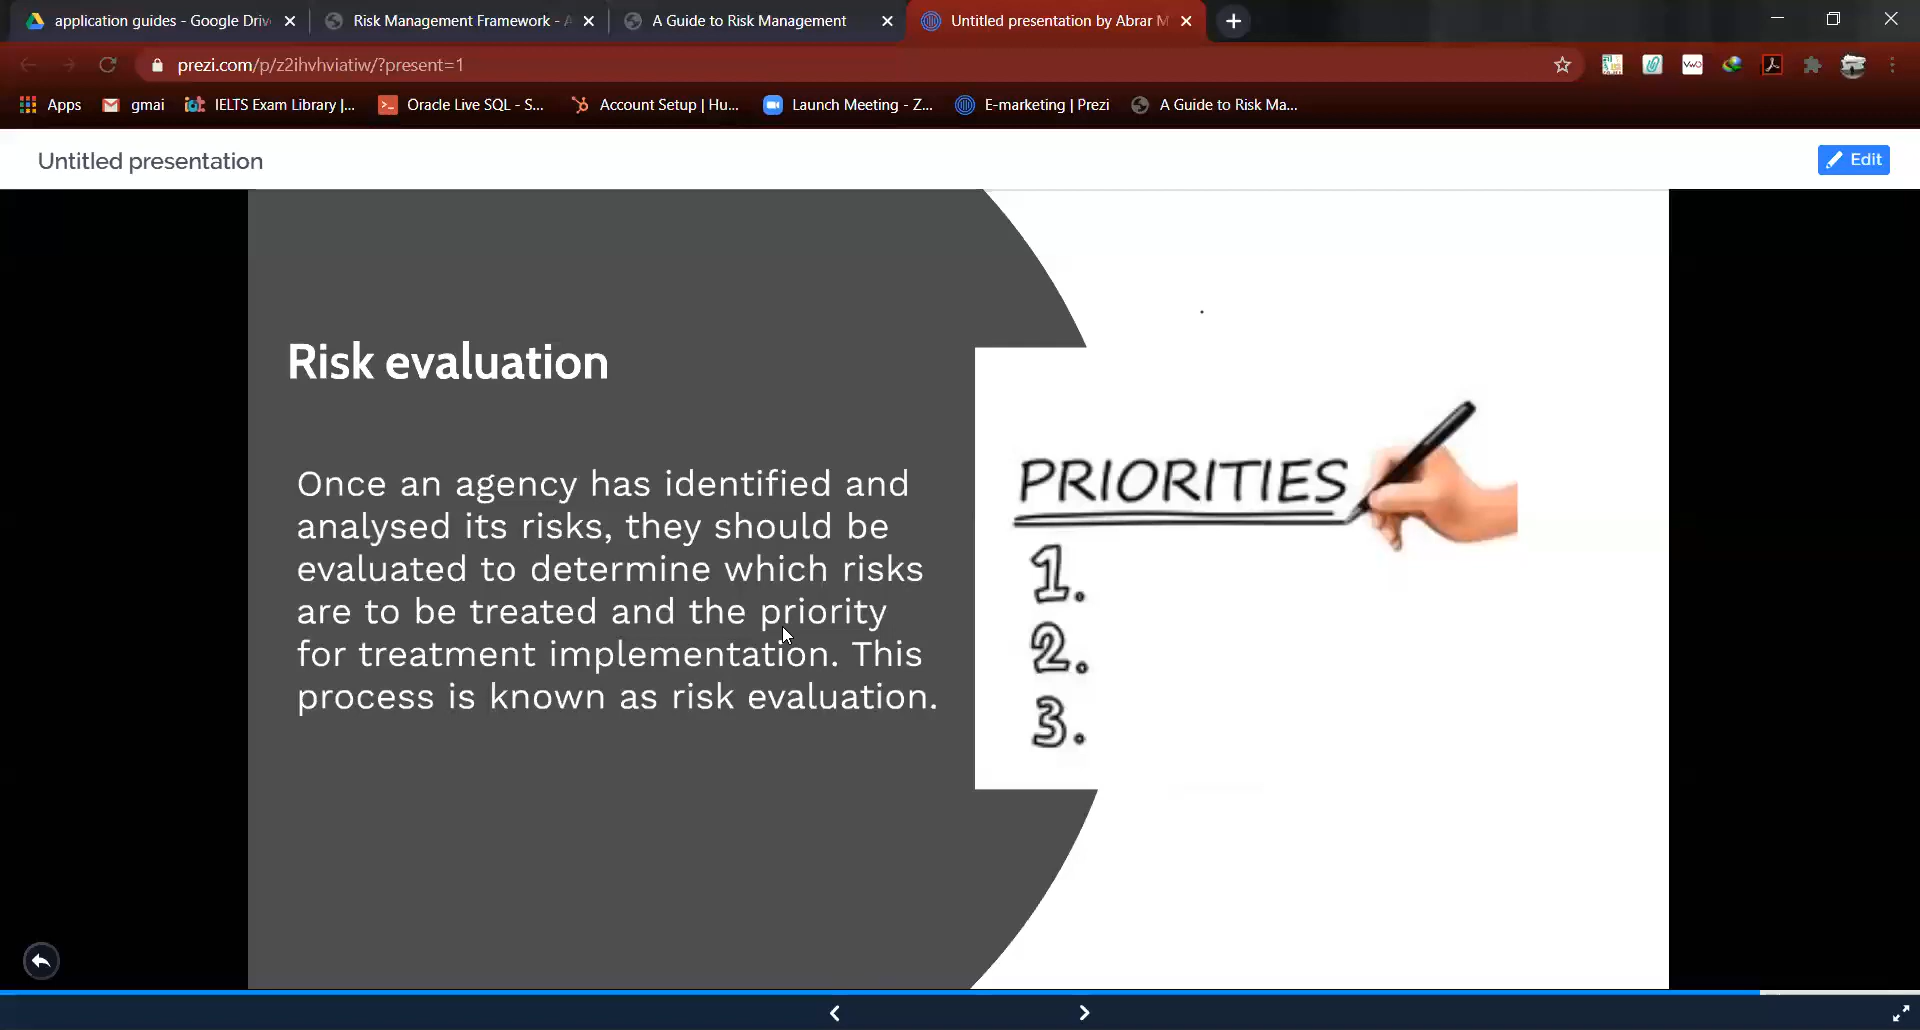 application guides - Google Driv
Risk Management Framework - A
A Guide to Risk Management
Untitled presentation by Abrar M
prezi.com/p/z2ihvhviatiw/?present=1
Apps
gmai
IELTS Exam Library |...
Oracle Live SQL - S...
Account Setup | Hu...
Launch Meeting - Z...
E-marketing | Prezi
A Guide to Risk Ma...
Untitled presentation
Edit
Risk evaluation
Once an agency has identified and
analysed its risks, they should be
evaluated to determine which risks
are to be treated and the priority
for treatment implementation. This
process is known as risk evaluation.
PRIORITIES
1.
2.
3.